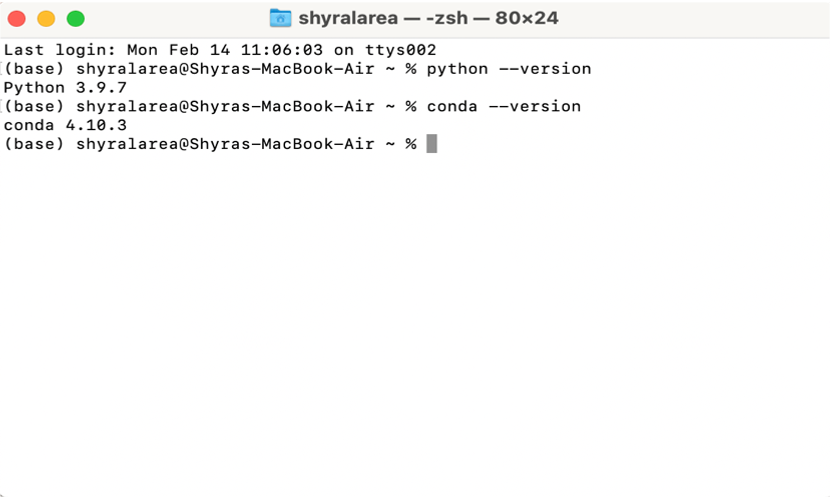 shyralarea — -zsh — 80×24
Last login: Mon Feb 14 11:06:03 on ttys002
(base) shyralarea@Shyras-MacBook-Air ~ % python --version
Python 3.9.7
(base) shyralarea@Shyras-MacBook-Air ~ % conda --version
conda 4.10.3
(base) shyralarea@Shyras-MacBook-Air ~ %